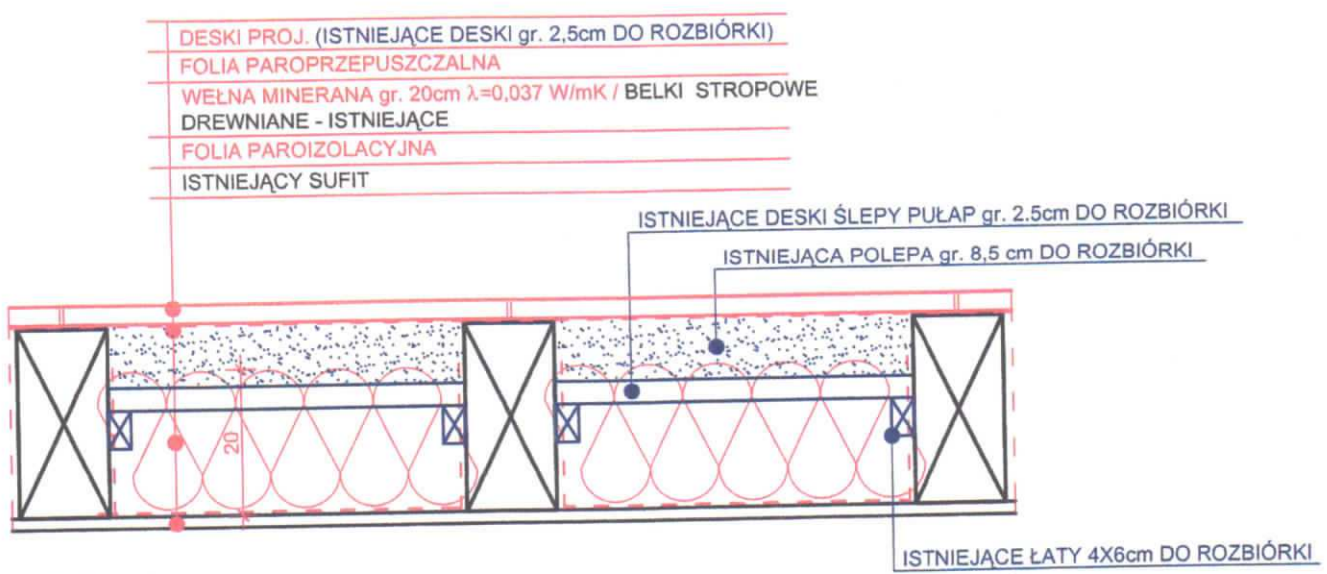 DESKI PROJ. (ISTNIEJĄCE DESKI gr. 2,5cm DO ROZBIÓRKI)
FOLIA PAROPRZEPUSZCZALNA
WEŁNA MINERANA gr. 20cm λ=0,037 W/mK / BELKI STROPOWE
DREWNIANE - ISTNIEJĄCE
FOLIA PAROIZOLACYJNA
ISTNIEJĄCY SUFIT
ISTNIEJĄCE DESKI ŚLEPY PUŁAP gr. 2.5cm DO ROZBIÓRKI
ISTNIEJĄCA POLEPA gr. 8,5 cm DO ROZBIÓRKI
20
ISTNIEJĄCE ŁATY 4X6cm DO ROZBIÓRKI